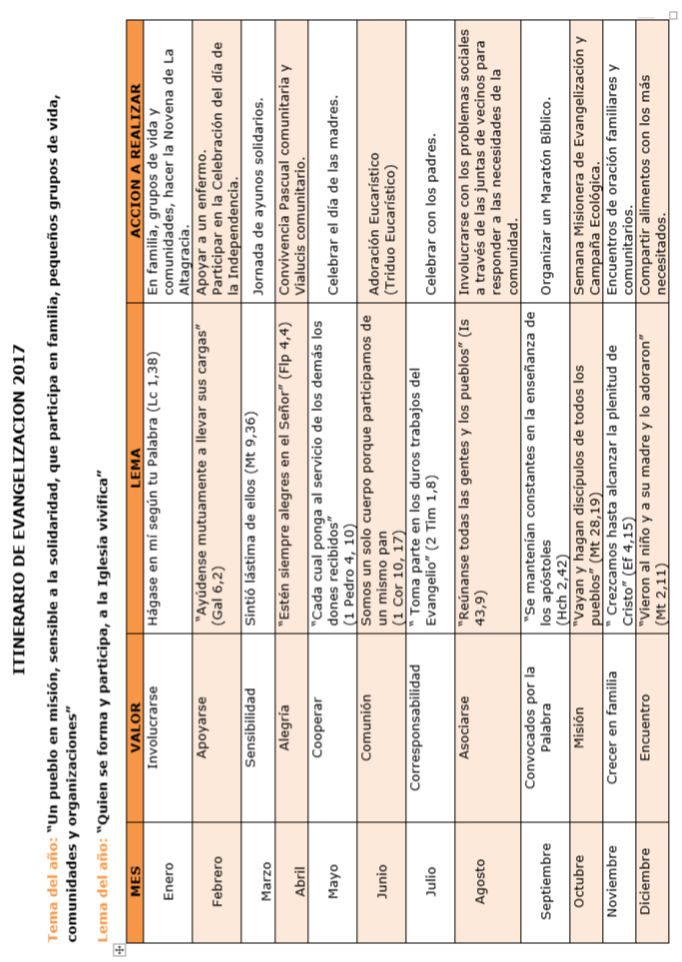 ITINERARIO DE EVANGELIZACION 2017
Tema del año: “Un pueblo en misión, sensible a la solidaridad, que participa en familia, pequeños grupos de vida,
comunidades y organizaciones”
Lema del año: “Quien se forma y participa, a la Iglesia vivifica”
MES VALOR LEMA ACCION A REALIZAR
Enero
Involucrarse
Hágase en mí según tu Palabra (Lc 1,38)
En familia, grupos de vida y
comunidades, hacer la Novena de La
Altagracia.
Febrero
Apoyarse
“Ayúdense mutuamente a llevar sus cargas”
(Gal 6,2)
Apoyar a un enfermo.
Participar en la Celebración del día de
la Independencia.
Marzo
Sensibilidad
Sintió lástima de ellos (Mt 9,36)
Jornada de ayunos solidarios.
Abril
Alegría
“Estén siempre alegres en el Señor” (Flp 4,4)
Convivencia Pascual comunitaria y
Vialucis comunitario.
Mayo
Cooperar
“Cada cual ponga al servicio de los demás los
dones recibidos”
(1 Pedro 4, 10)
Celebrar el día de las madres.
Junio
Comunión
Somos un solo cuerpo porque participamos de
un mismo pan
(1 Cor 10, 17)
Adoración Eucarístico
(Triduo Eucarístico)
Julio
Corresponsabilidad
“ Toma parte en los duros trabajos del
Evangelio” (2 Tim 1,8)
Celebrar con los padres.
Agosto
Asociarse
“Reúnanse todas las gentes y los pueblos” (Is
43,9)
Involucrarse con los problemas sociales
a través de las juntas de vecinos para
responder a las necesidades de la
comunidad.
Septiembre
Convocados por la
Palabra
“Se mantenían constantes en la enseñanza de
los apóstoles
(Hch 2,42)
Organizar un Maratón Bíblico.
Octubre
Misión
“Vayan y hagan discípulos de todos los
pueblos” (Mt 28,19)
Semana Misionera de Evangelización y
Campaña Ecológica.
Noviembre
Crecer en familia
“ Crezcamos hasta alcanzar la plenitud de
Cristo” (Ef 4,15)
Encuentros de oración familiares y
comunitarios.
Diciembre
Encuentro
“Vieron al niño y a su madre y lo adoraron”
(Mt 2,11)
Compartir alimentos con los más
necesitados.